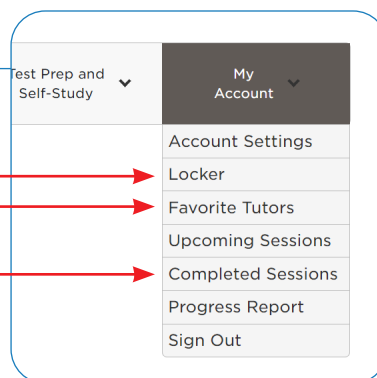 Test Prep and
Self-Study
My
Account
Account Settings
Locker
Favorite Tutors
Upcoming Sessions
Completed Sessions
Progress Report
Sign Out